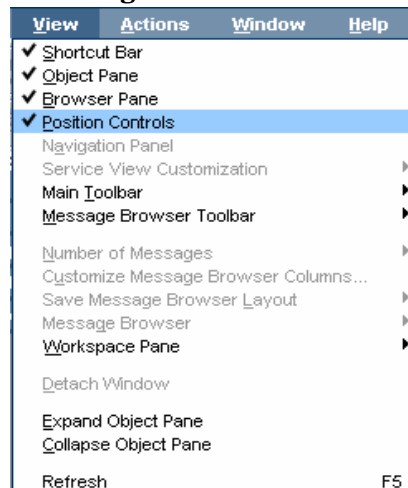 View Actions Window Help
Shortcut Bar
Object Pane
Browser Pane
Position Controls
Navigation Panel
Service View Customization
Main Toolbar
Message Browser Toolbar
Number of Messages
Customize Message Browser Columns...
Save Message Browser Layout
Message Browser
Workspace Pane
Detach Window
Expand Object Pane
Collapse Object Pane
Refresh F5